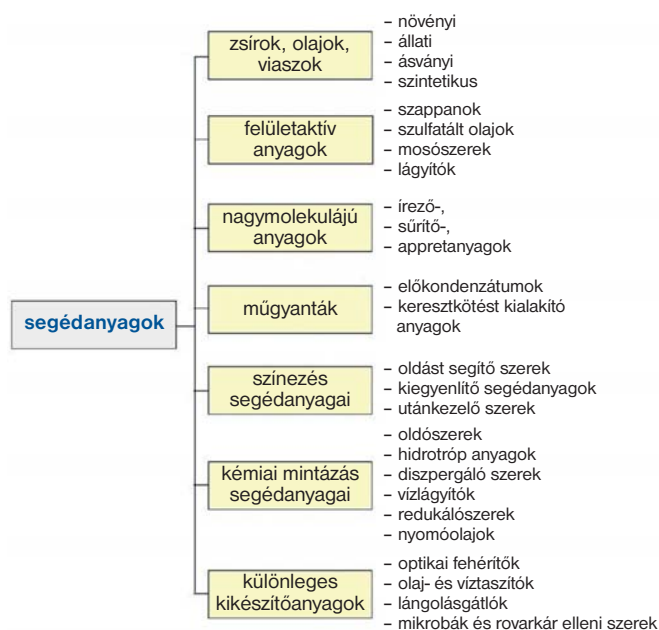 zsírok, olajok,
viaszok
– növényi
– állati
– ásványi
– szintetikus
felületaktív
anyagok
– szappanok
– szulfatált olajok
– mosószerek
– lágyítók
nagymolekulájú
anyagok
– írező-,
– sűrítő-,
– appretanyagok
segédanyagok
műgyanták
– előkondenzátumok
– keresztkötést kialakító
anyagok
színezés
segédanyagai
– oldást segítő szerek
– kiegyenlítő segédanyagok
– utánkezelő szerek
kémiai mintázás
segédanyagai
– oldószerek
– hidrotróp anyagok
– diszpergáló szerek
– vízlágyítók
– redukálószerek
– nyomóolajok
különleges
kikészítőanyagok
– optikai fehérítők
– olaj- és víztaszítók
– lángolásgátlók
– mikrobák és rovarkár elleni szerek